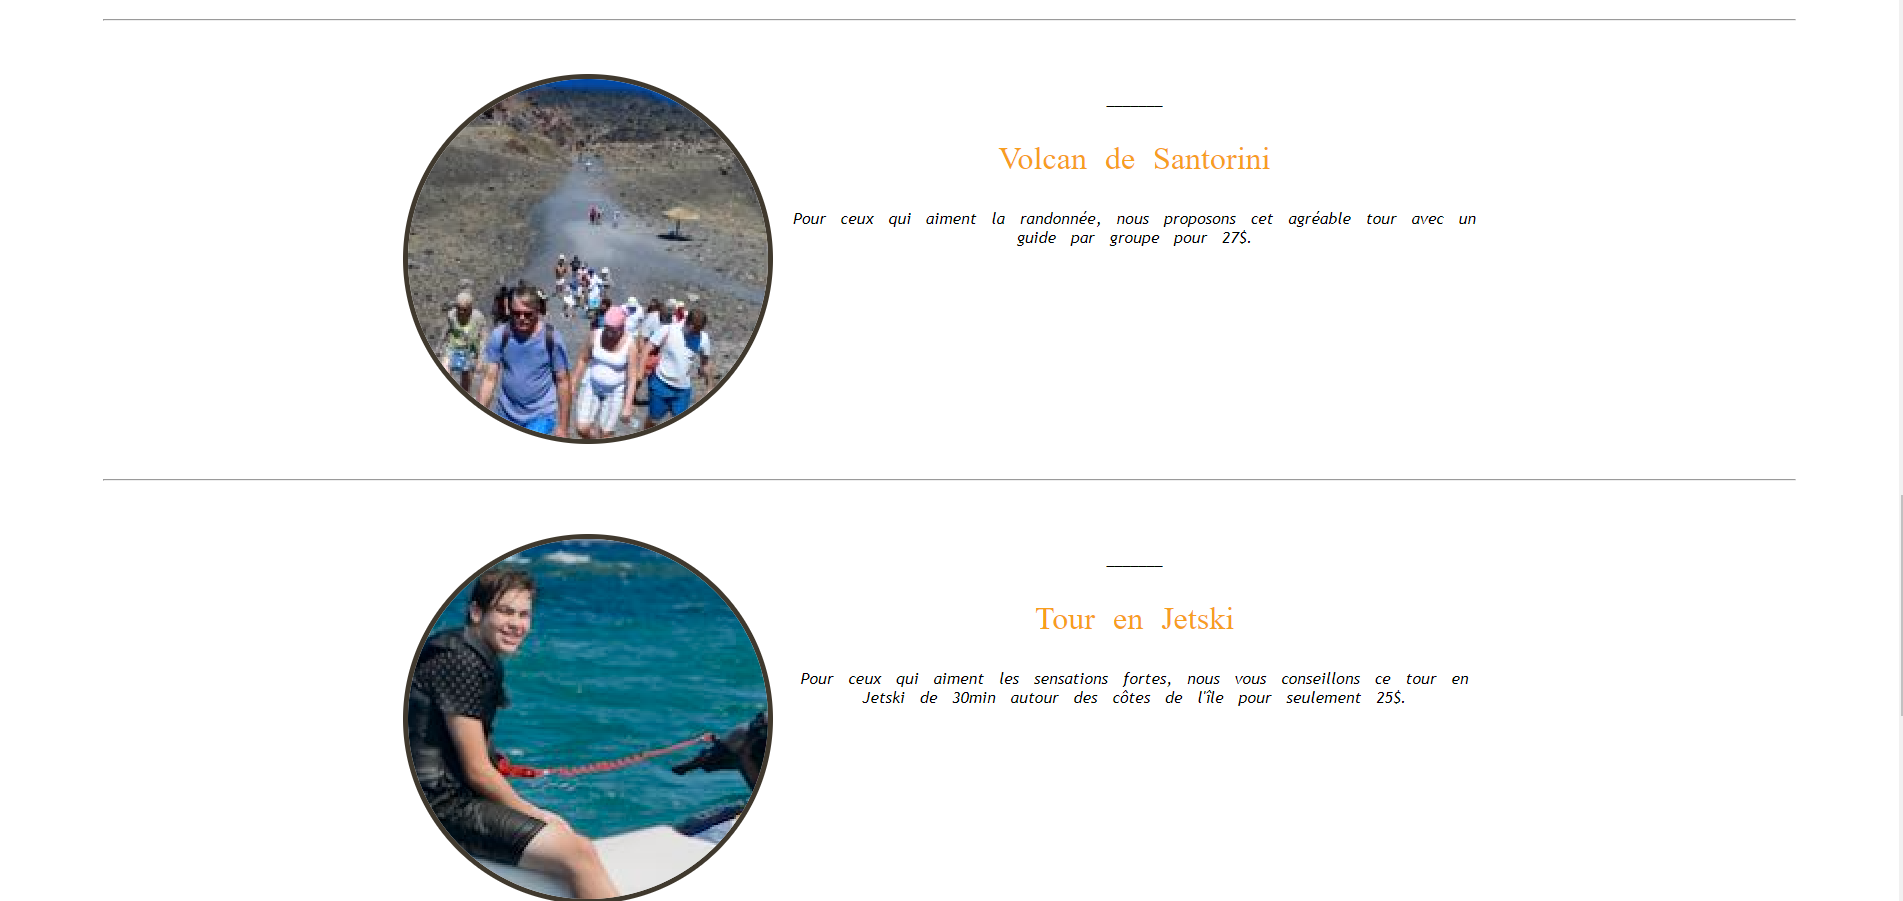 Volcan de Santorini
Pour ceux qui aiment la randonnée, nous proposons cet agréable tour avec un
guide par groupe pour 27$.
Tour en Jetski
Pour ceux qui aiment les sensations fortes, nous vous conseillons ce tour en
Jetski de 30min autour des côtes de l'île pour seulement 25$.